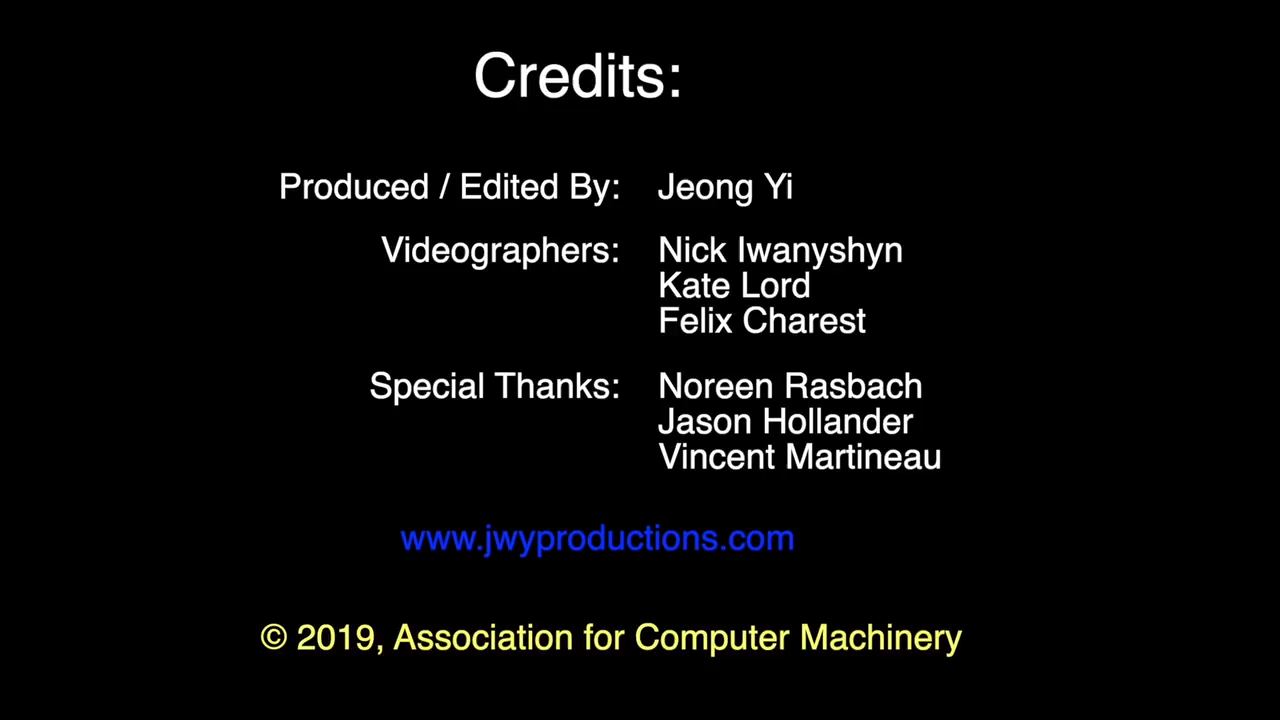 Credits:
Produced / Edited By: Jeong Yi
Videographers: Nick Iwanyshyn
Kate Lord
Felix Charest
Special Thanks: Noreen Rasbach
Jason Hollander
Vincent Martineau
www.jwyproductions.com
© 2019, Association for Computer Machinery